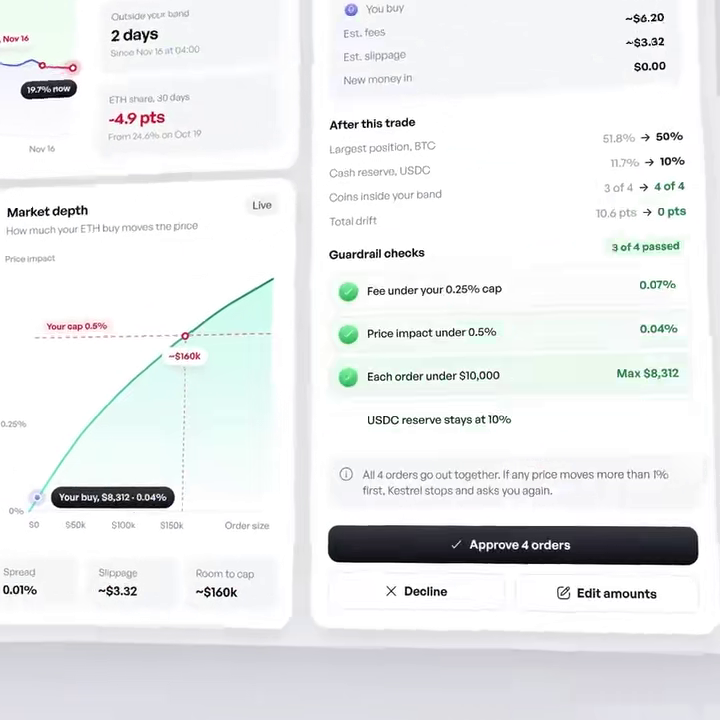 Nov 16
19.7% now
Nov 16
Outside your band
2 days
Since Nov 16 at 04:00
ETH share, 30 days
-4.9 pts
From 24.6% on Oct 19
Market depth
Live
How much your ETH buy moves the price
Price impact
Your cap 0.5%
~$160k
0.25%
Your buy, $8,312 · 0.04%
0%
$0 $50k $100k $150k Order size
Spread
0.01%
Slippage
~$3.32
Room to cap
~$160k
You buy
Est. fees ~$6.20
Est. slippage ~$3.32
New money in $0.00
After this trade
Largest position, BTC 51.8% → 50%
Cash reserve, USDC 11.7% → 10%
Coins inside your band 3 of 4 → 4 of 4
Total drift 10.6 pts → 0 pts
Guardrail checks 3 of 4 passed
Fee under your 0.25% cap 0.07%
Price impact under 0.5% 0.04%
Each order under $10,000 Max $8,312
USDC reserve stays at 10%
All 4 orders go out together. If any price moves more than 1%
first, Kestrel stops and asks you again.
Approve 4 orders
Decline
Edit amounts